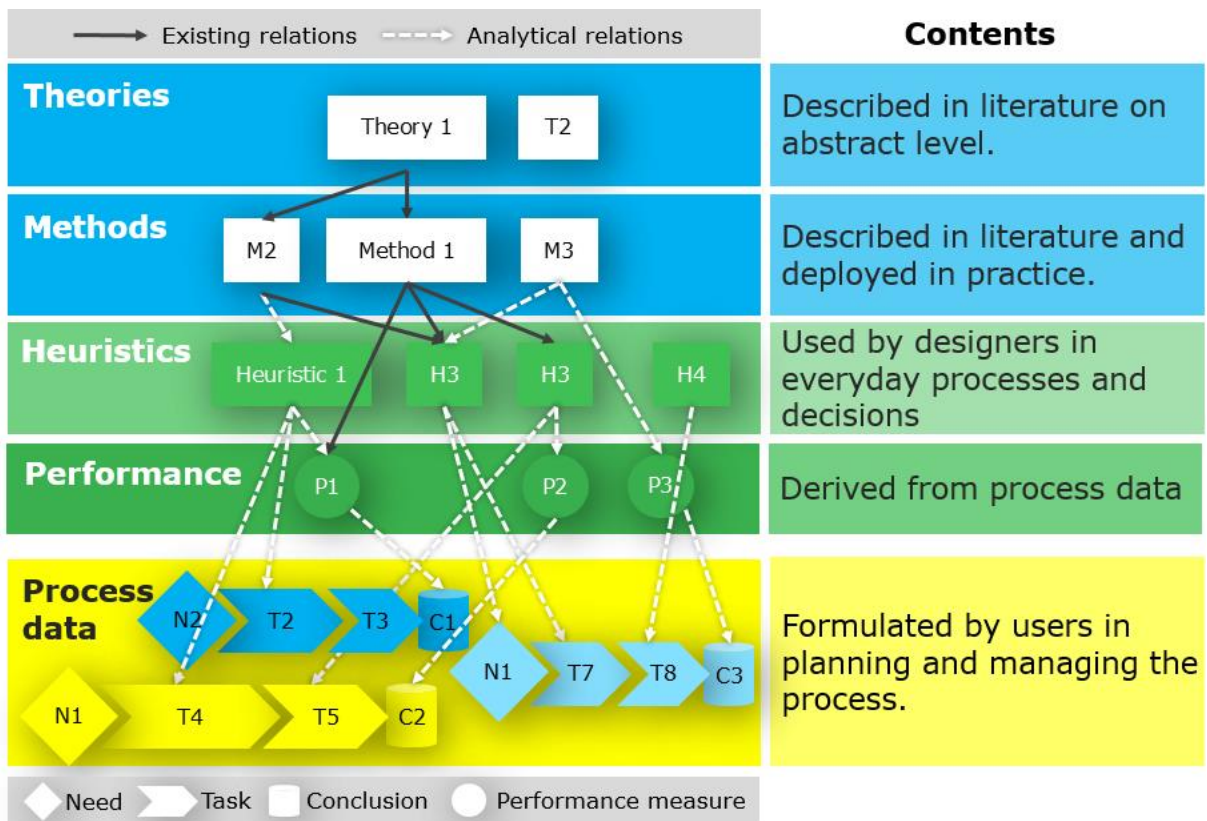 Existing relations
Analytical relations
Contents
Theories
Theory 1
T2
Described in literature on
abstract level.
Methods
M2
Method 1
M3
Described in literature and
deployed in practice.
Heuristics
Heuristic 1
H3
H3
H4
Used by designers in
everyday processes and
decisions
Performance
P1
P2
P3
Derived from process data
Process
data
N2
T2
T3
C1
N1
T7
T8
C3
N1
T4
T5
C2
Formulated by users in
planning and managing the
process.
Need
Task
Conclusion
Performance measure